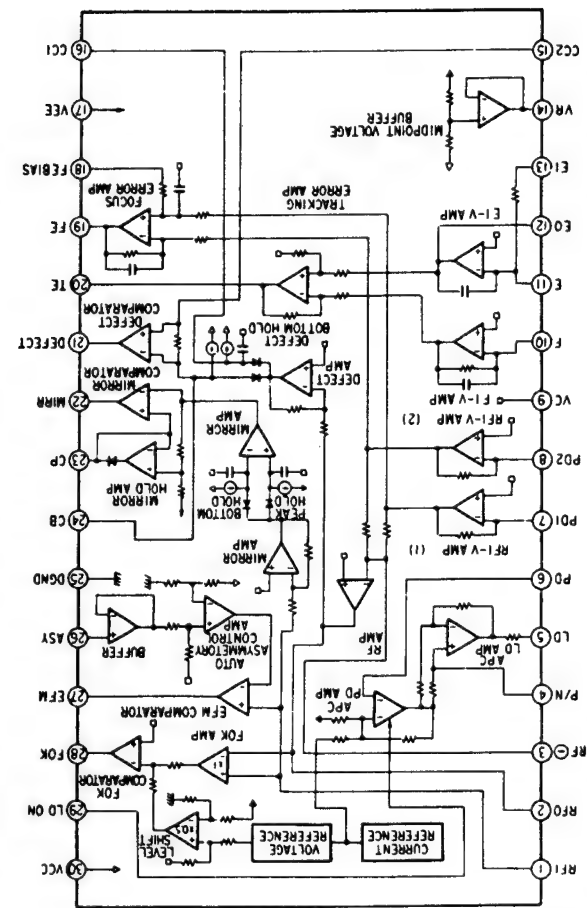 RFI 1
CURRENT REFERENCE
VOLTAGE REFERENCE
LEVEL SHIFT
×0.5
30 VCC
RFO 2
29 LD ON
RF⊖ 3
FOK AMP
×1
FOK COMPARATOR
28 FOK
P/N 4
APC PD AMP
EFM COMPARATOR
27 EFM
LD 5
APC LD AMP
RF AMP
AUTO ASYMMETRY CONTROL AMP
BUFFER
26 ASY
PD 6
25 DGND
PD1 7
RFI-V AMP (1)
MIRROR AMP
24 CB
PD2 8
RFI-V AMP (2)
PEAK HOLD
BOTTOM HOLD
MIRROR HOLD AMP
23 CP
VC 9
MIRROR AMP
MIRROR COMPARATOR
22 MIRR
F 10
FI-V AMP
DEFECT AMP
DEFECT BOTTOM HOLD
DEFECT COMPARATOR
21 DEFECT
E 11
20 TE
EO 12
EI-V AMP
TRACKING ERROR AMP
FOCUS ERROR AMP
19 FE
EI 13
18 FEBIAS
VR 14
MIDPOINT VOLTAGE BUFFER
17 VEE
CC2 15
16 CC1